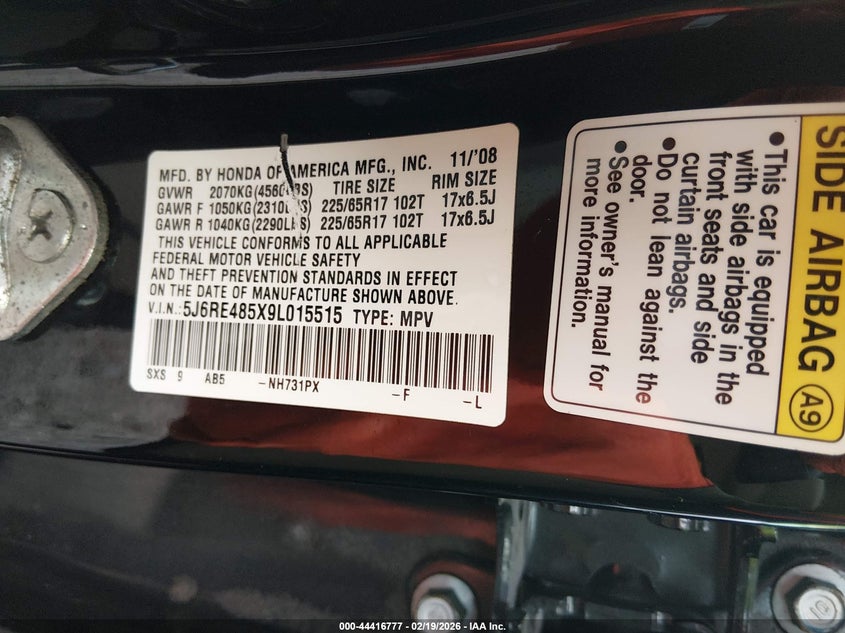 MFD. BY HONDA OF AMERICA MFG., INC. 11/'08
GVWR 2070KG(4560LBS) TIRE SIZE RIM SIZE
GAWR F 1050KG(2310LBS) 225/65R17 102T 17x6.5J
GAWR R 1040KG(2290LBS) 225/65R17 102T 17x6.5J
THIS VEHICLE CONFORMS TO ALL APPLICABLE
FEDERAL MOTOR VEHICLE SAFETY
AND THEFT PREVENTION STANDARDS IN EFFECT
ON THE DATE OF MANUFACTURE SHOWN ABOVE.
V.I.N.: 5J6RE485X9L015515 TYPE: MPV
SXS 9 AB5 -NH731PX -F -L
SIDE AIRBAG A9
•This car is equipped
with side airbags in the
front seats and side
curtain airbags.
•Do not lean against the
door.
•See owner's manual for
more information.
000-44416777 - 02/19/2026 - IAA Inc.